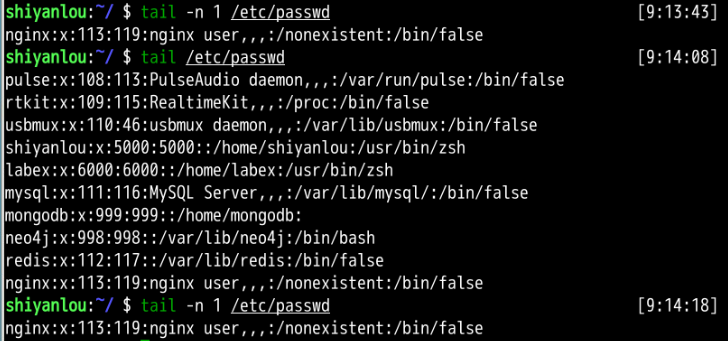 shiyanlou:~/ $ tail -n 1 /etc/passwd [9:13:43]
nginx:x:113:119:nginx user,,,:/nonexistent:/bin/false
shiyanlou:~/ $ tail /etc/passwd [9:14:08]
pulse:x:108:113:PulseAudio daemon,,,:/var/run/pulse:/bin/false
rtkit:x:109:115:RealtimeKit,,,:/proc:/bin/false
usbmux:x:110:46:usbmux daemon,,,:/var/lib/usbmux:/bin/false
shiyanlou:x:5000:5000::/home/shiyanlou:/usr/bin/zsh
labex:x:6000:6000::/home/labex:/usr/bin/zsh
mysql:x:111:116:MySQL Server,,,:/var/lib/mysql/:/bin/false
mongodb:x:999:999::/home/mongodb:
neo4j:x:998:998::/var/lib/neo4j:/bin/bash
redis:x:112:117::/var/lib/redis:/bin/false
nginx:x:113:119:nginx user,,,:/nonexistent:/bin/false
shiyanlou:~/ $ tail -n 1 /etc/passwd [9:14:18]
nginx:x:113:119:nginx user,,,:/nonexistent:/bin/false